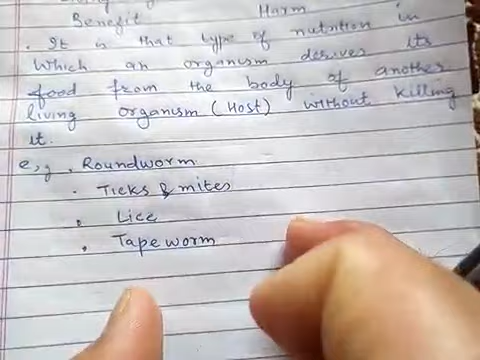 Benefit Harm
. It is that type of nutrition in
which an organism derives its
food from the body of another
living organism (Host) without killing
it.
e,g . Roundworm
. Ticks & mites
. Lice
. Tapeworm